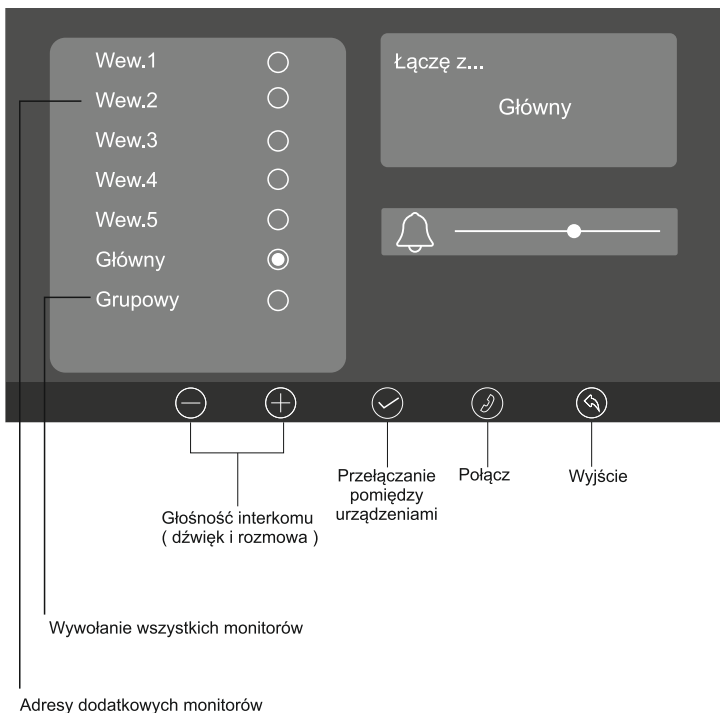 Wew.1
Wew.2
Wew.3
Wew.4
Wew.5
Główny
Grupowy
Łączę z...
Główny
Głośność interkomu
( dźwięk i rozmowa )
Przełączanie
pomiędzy
urządzeniami
Połącz
Wyjście
Wywołanie wszystkich monitorów
Adresy dodatkowych monitorów